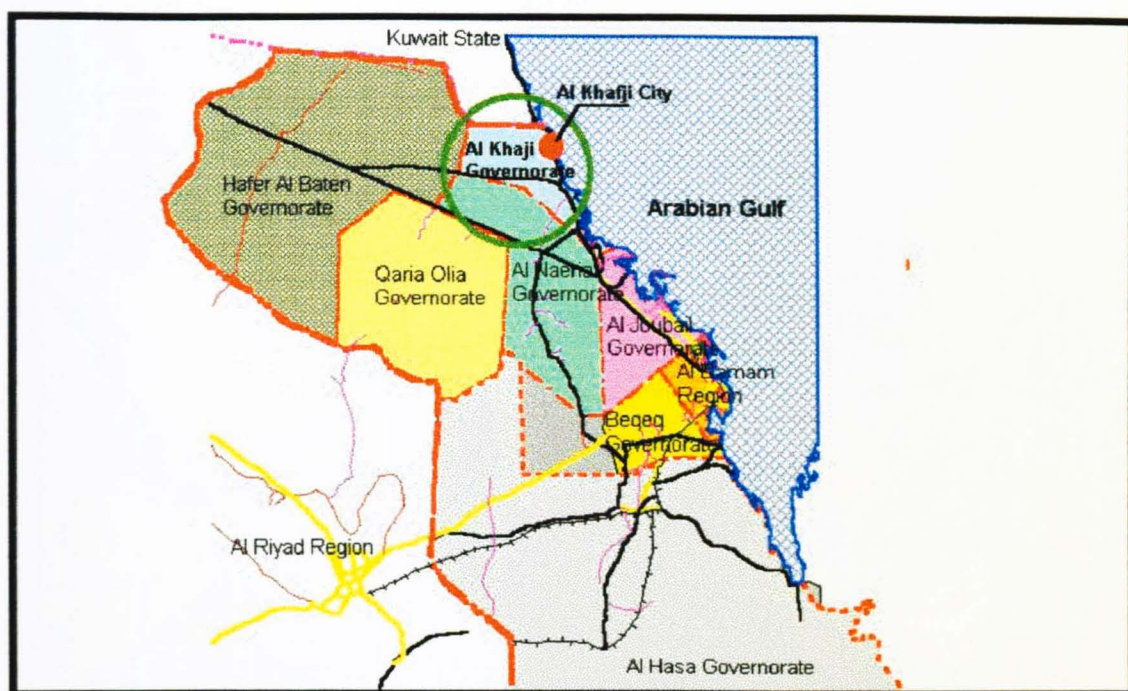 Kuwait State
Al Khafji City
Al Khaji
Governorate
Hafer Al Baten
Governorate
Arabian Gulf
Qaria Olia
Governorate
Al Naeria
Governorate
Al Joubail
Governorate
Al Damam
Region
Beqeq
Governorate
Al Riyad Region
Al Hasa Governorate